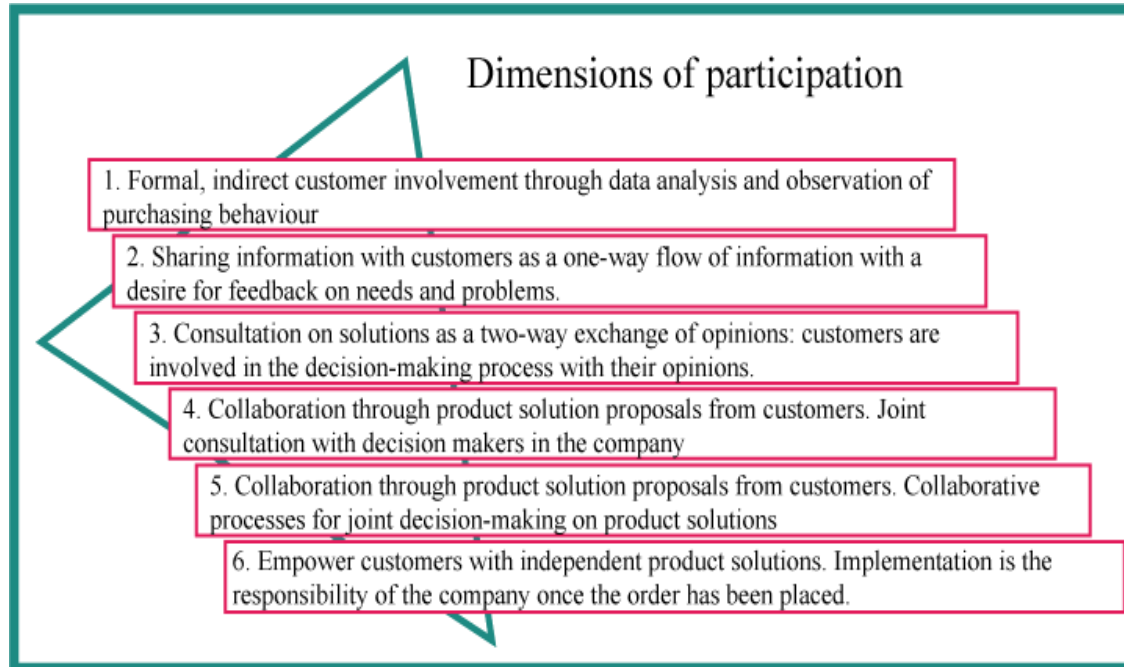 Dimensions of participation
1. Formal, indirect customer involvement through data analysis and observation of
purchasing behaviour
2. Sharing information with customers as a one-way flow of information with a
desire for feedback on needs and problems.
3. Consultation on solutions as a two-way exchange of opinions: customers are
involved in the decision-making process with their opinions.
4. Collaboration through product solution proposals from customers. Joint
consultation with decision makers in the company
5. Collaboration through product solution proposals from customers. Collaborative
processes for joint decision-making on product solutions
6. Empower customers with independent product solutions. Implementation is the
responsibility of the company once the order has been placed.